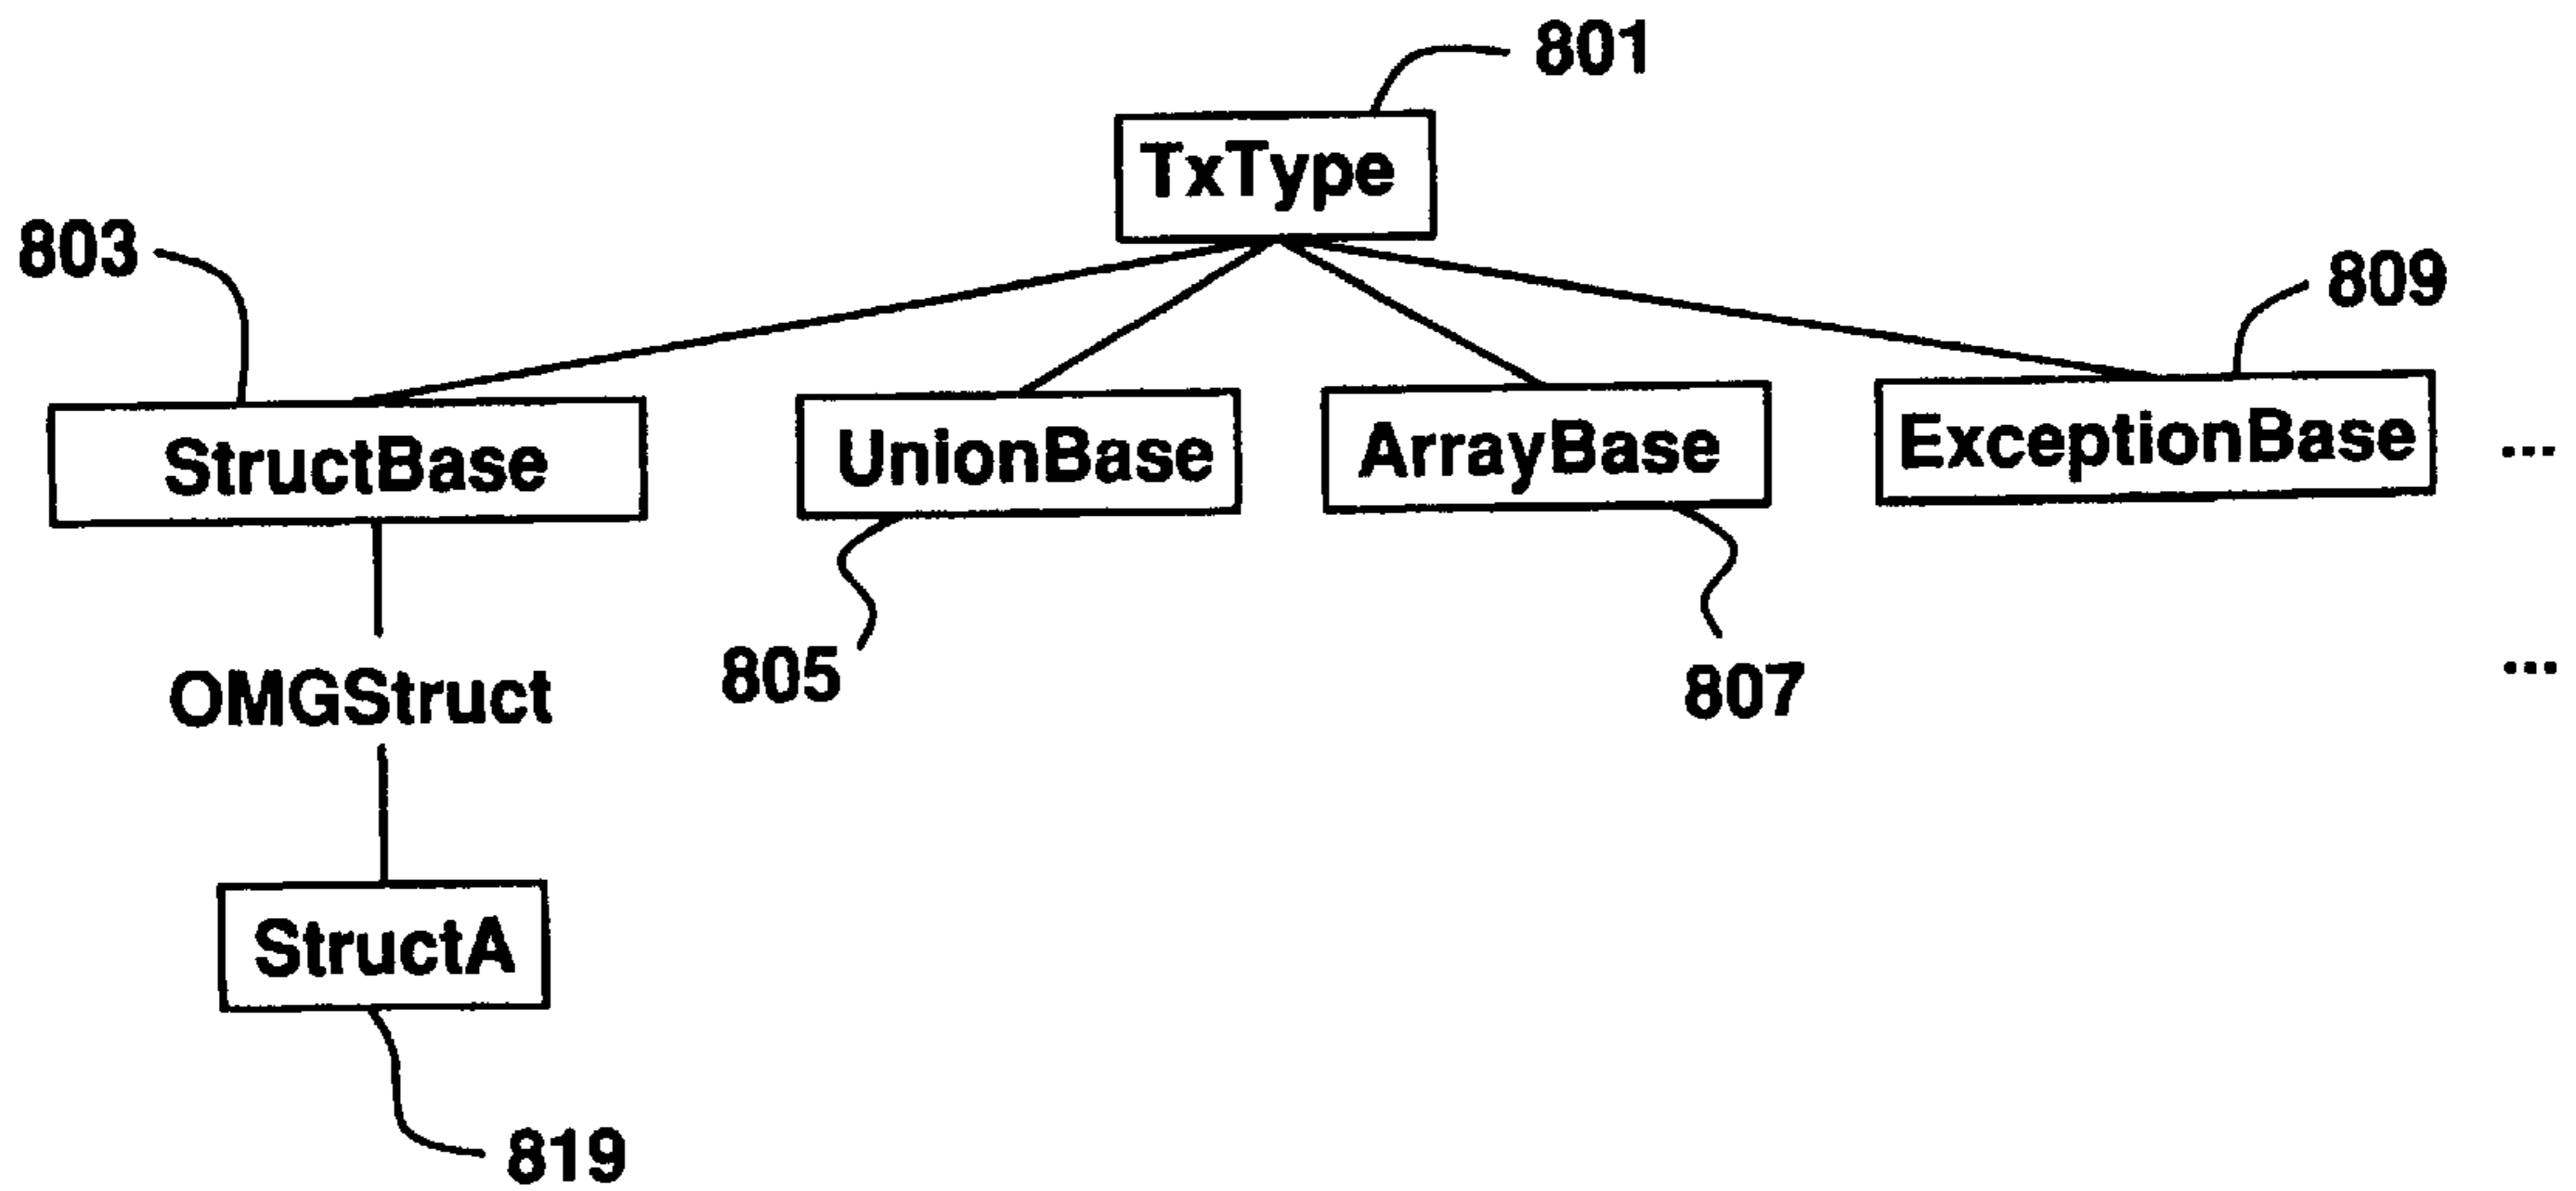 801
TxType
803
809
StructBase
UnionBase
ArrayBase
ExceptionBase
...
OMGStruct
805
807
...
StructA
819